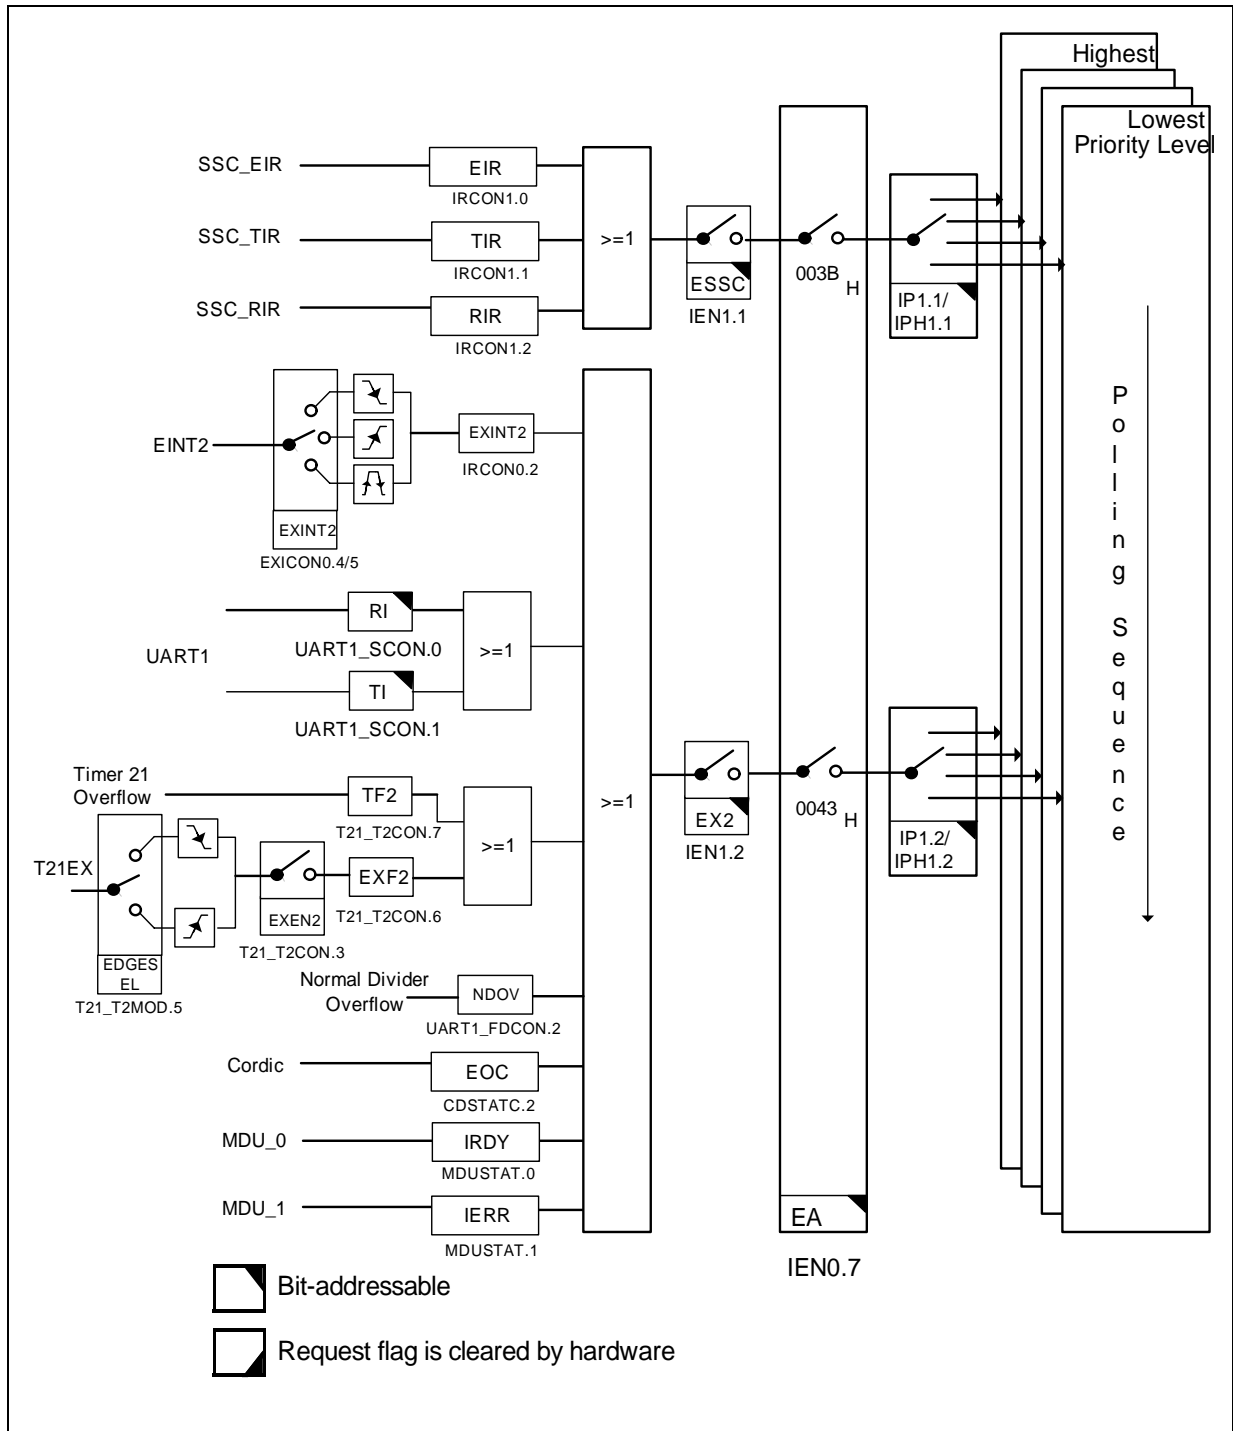 Highest
Lowest
Priority Level
SSC_EIR
EIR
IRCON1.0
SSC_TIR
TIR
IRCON1.1
SSC_RIR
RIR
IRCON1.2
>=1
ESSC
IEN1.1
003B H
IP1.1/
IPH1.1
EINT2
EXINT2
IRCON0.2
EXINT2
EXICON0.4/5
UART1
RI
UART1_SCON.0
TI
UART1_SCON.1
>=1
Timer 21
Overflow
TF2
T21_T2CON.7
T21EX
EDGES
EL
T21_T2MOD.5
EXEN2
T21_T2CON.3
EXF2
T21_T2CON.6
>=1
Normal Divider
Overflow
NDOV
UART1_FDCON.2
Cordic
EOC
CDSTATC.2
MDU_0
IRDY
MDUSTAT.0
MDU_1
IERR
MDUSTAT.1
>=1
EX2
IEN1.2
0043 H
IP1.2/
IPH1.2
EA
IEN0.7
Polling Sequence
Bit-addressable
Request flag is cleared by hardware